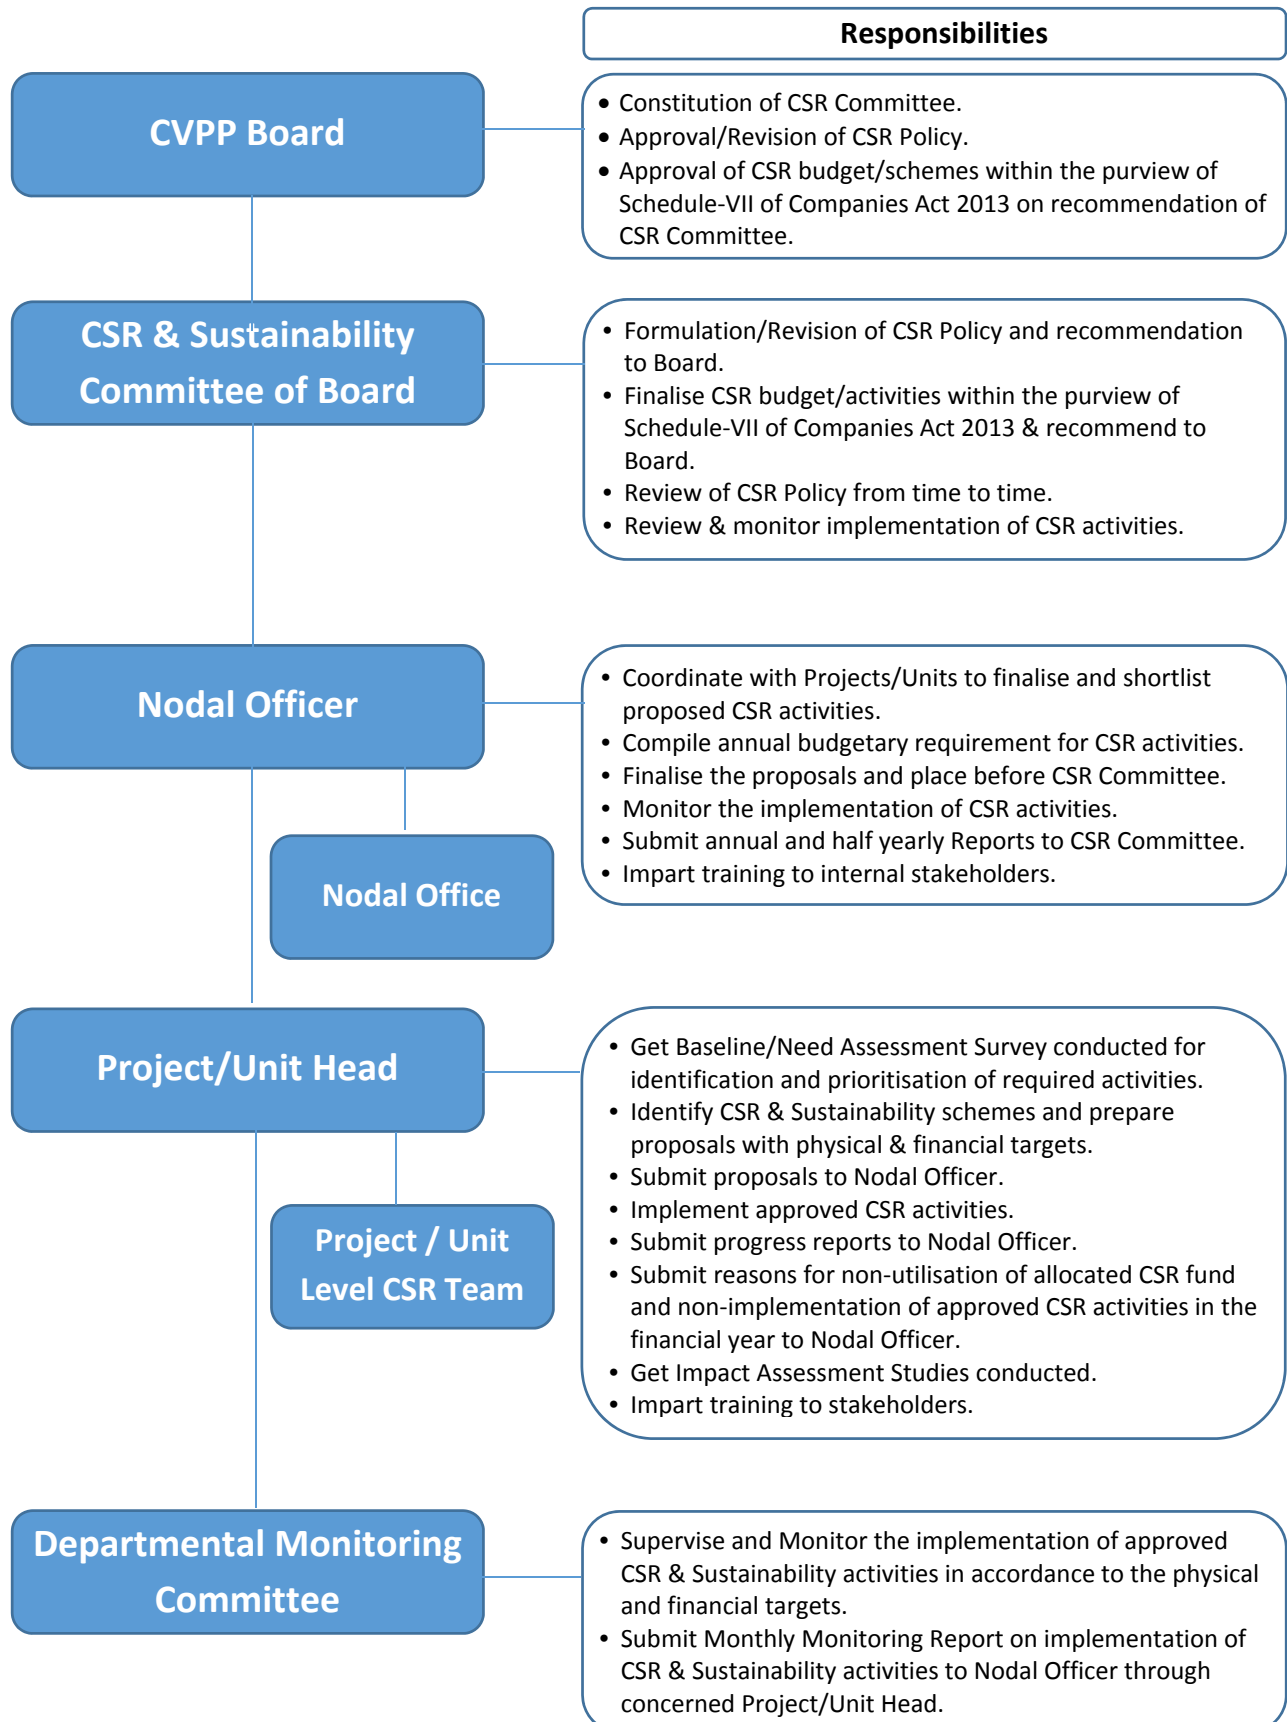 Responsibilities
CVPP Board
• Constitution of CSR Committee.
• Approval/Revision of CSR Policy.
• Approval of CSR budget/schemes within the purview of
Schedule-VII of Companies Act 2013 on recommendation of
CSR Committee.
CSR & Sustainability
Committee of Board
• Formulation/Revision of CSR Policy and recommendation
to Board.
• Finalise CSR budget/activities within the purview of
Schedule-VII of Companies Act 2013 & recommend to
Board.
• Review of CSR Policy from time to time.
• Review & monitor implementation of CSR activities.
Nodal Officer
• Coordinate with Projects/Units to finalise and shortlist
proposed CSR activities.
• Compile annual budgetary requirement for CSR activities.
• Finalise the proposals and place before CSR Committee.
• Monitor the implementation of CSR activities.
• Submit annual and half yearly Reports to CSR Committee.
• Impart training to internal stakeholders.
Nodal Office
Project/Unit Head
• Get Baseline/Need Assessment Survey conducted for
identification and prioritisation of required activities.
• Identify CSR & Sustainability schemes and prepare
proposals with physical & financial targets.
• Submit proposals to Nodal Officer.
• Implement approved CSR activities.
• Submit progress reports to Nodal Officer.
• Submit reasons for non-utilisation of allocated CSR fund
and non-implementation of approved CSR activities in the
financial year to Nodal Officer.
• Get Impact Assessment Studies conducted.
• Impart training to stakeholders.
Project / Unit
Level CSR Team
Departmental Monitoring
Committee
• Supervise and Monitor the implementation of approved
CSR & Sustainability activities in accordance to the physical
and financial targets.
• Submit Monthly Monitoring Report on implementation of
CSR & Sustainability activities to Nodal Officer through
concerned Project/Unit Head.